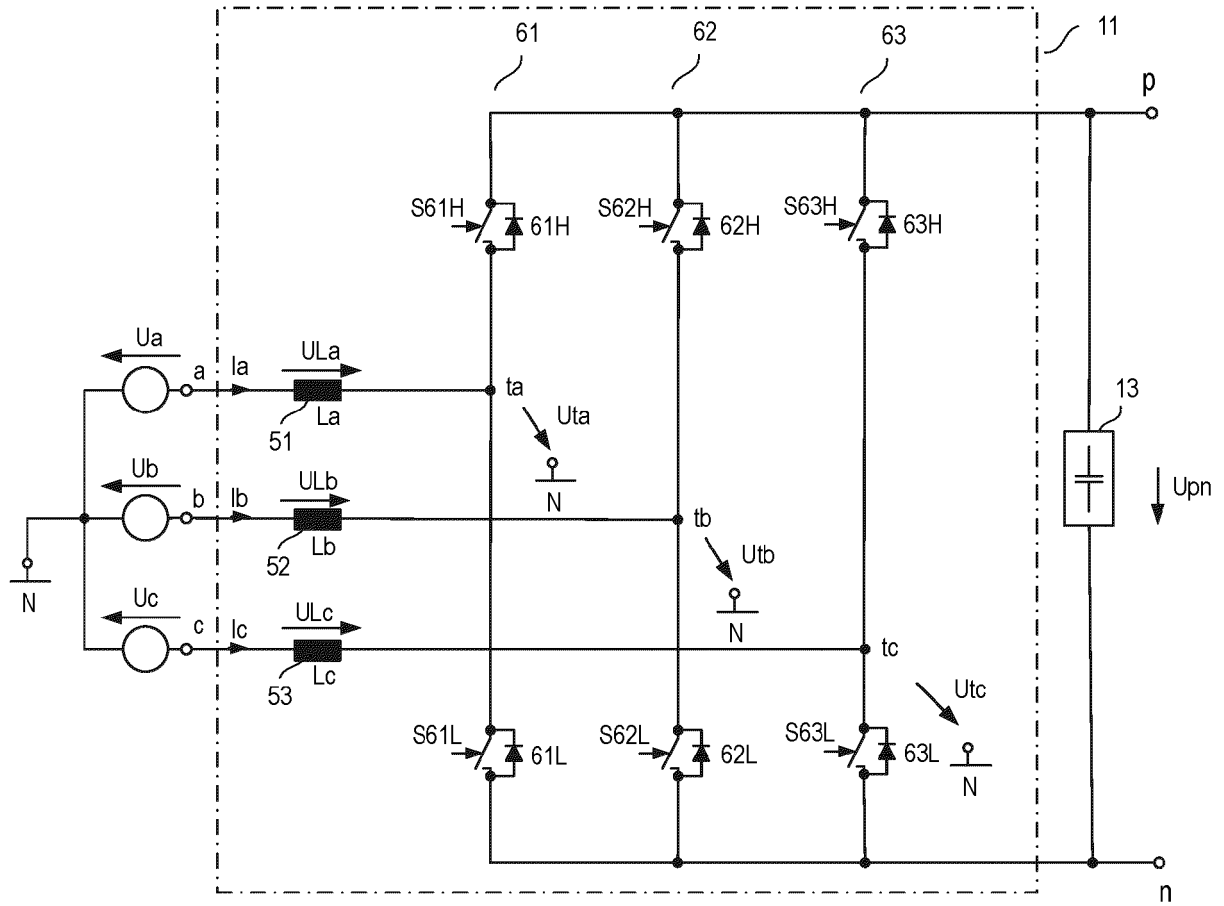 61
62
63
11
p
S61H
61H
S62H
62H
S63H
63H
Ua
a
Ia
ULa
ta
Uta
51
La
N
13
Ub
b
Ib
ULb
tb
Utb
Upn
52
Lb
N
N
Uc
c
Ic
ULc
tc
53
Lc
Utc
S61L
61L
S62L
62L
S63L
63L
N
n